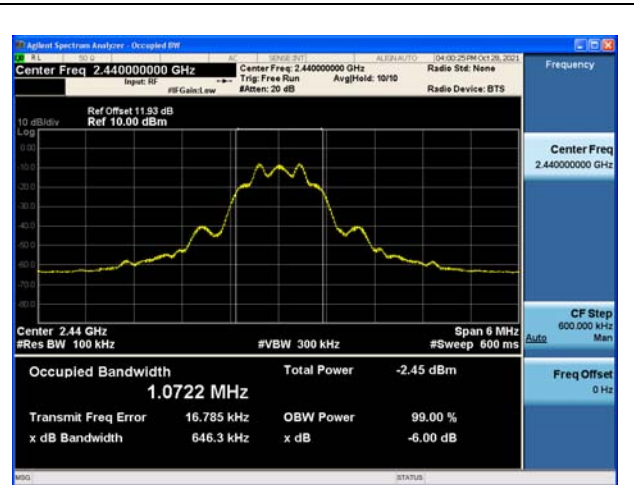 Agilent Spectrum Analyzer - Occupied BW
RL 50 Ω AC SENSE:INT ALIGN AUTO 04:00:25 PM Oct 29, 2021
Center Freq 2.440000000 GHz
Center Freq: 2.440000000 GHz
Radio Std: None
Input: RF
Trig: Free Run Avg|Hold: 10/10
#IFGain:Low
#Atten: 20 dB
Radio Device: BTS
Frequency
Ref Offset 11.93 dB
10 dB/div Ref 10.00 dBm
Log
0.00
-10.0
-20.0
-30.0
-40.0
-50.0
-60.0
-70.0
-80.0
Center Freq
2.440000000 GHz
Center 2.44 GHz Span 6 MHz
#Res BW 100 kHz #VBW 300 kHz #Sweep 600 ms
CF Step
600.000 kHz
Auto Man
Occupied Bandwidth Total Power -2.45 dBm
1.0722 MHz
Transmit Freq Error 16.785 kHz OBW Power 99.00 %
x dB Bandwidth 646.3 kHz x dB -6.00 dB
Freq Offset
0 Hz
MSG STATUS